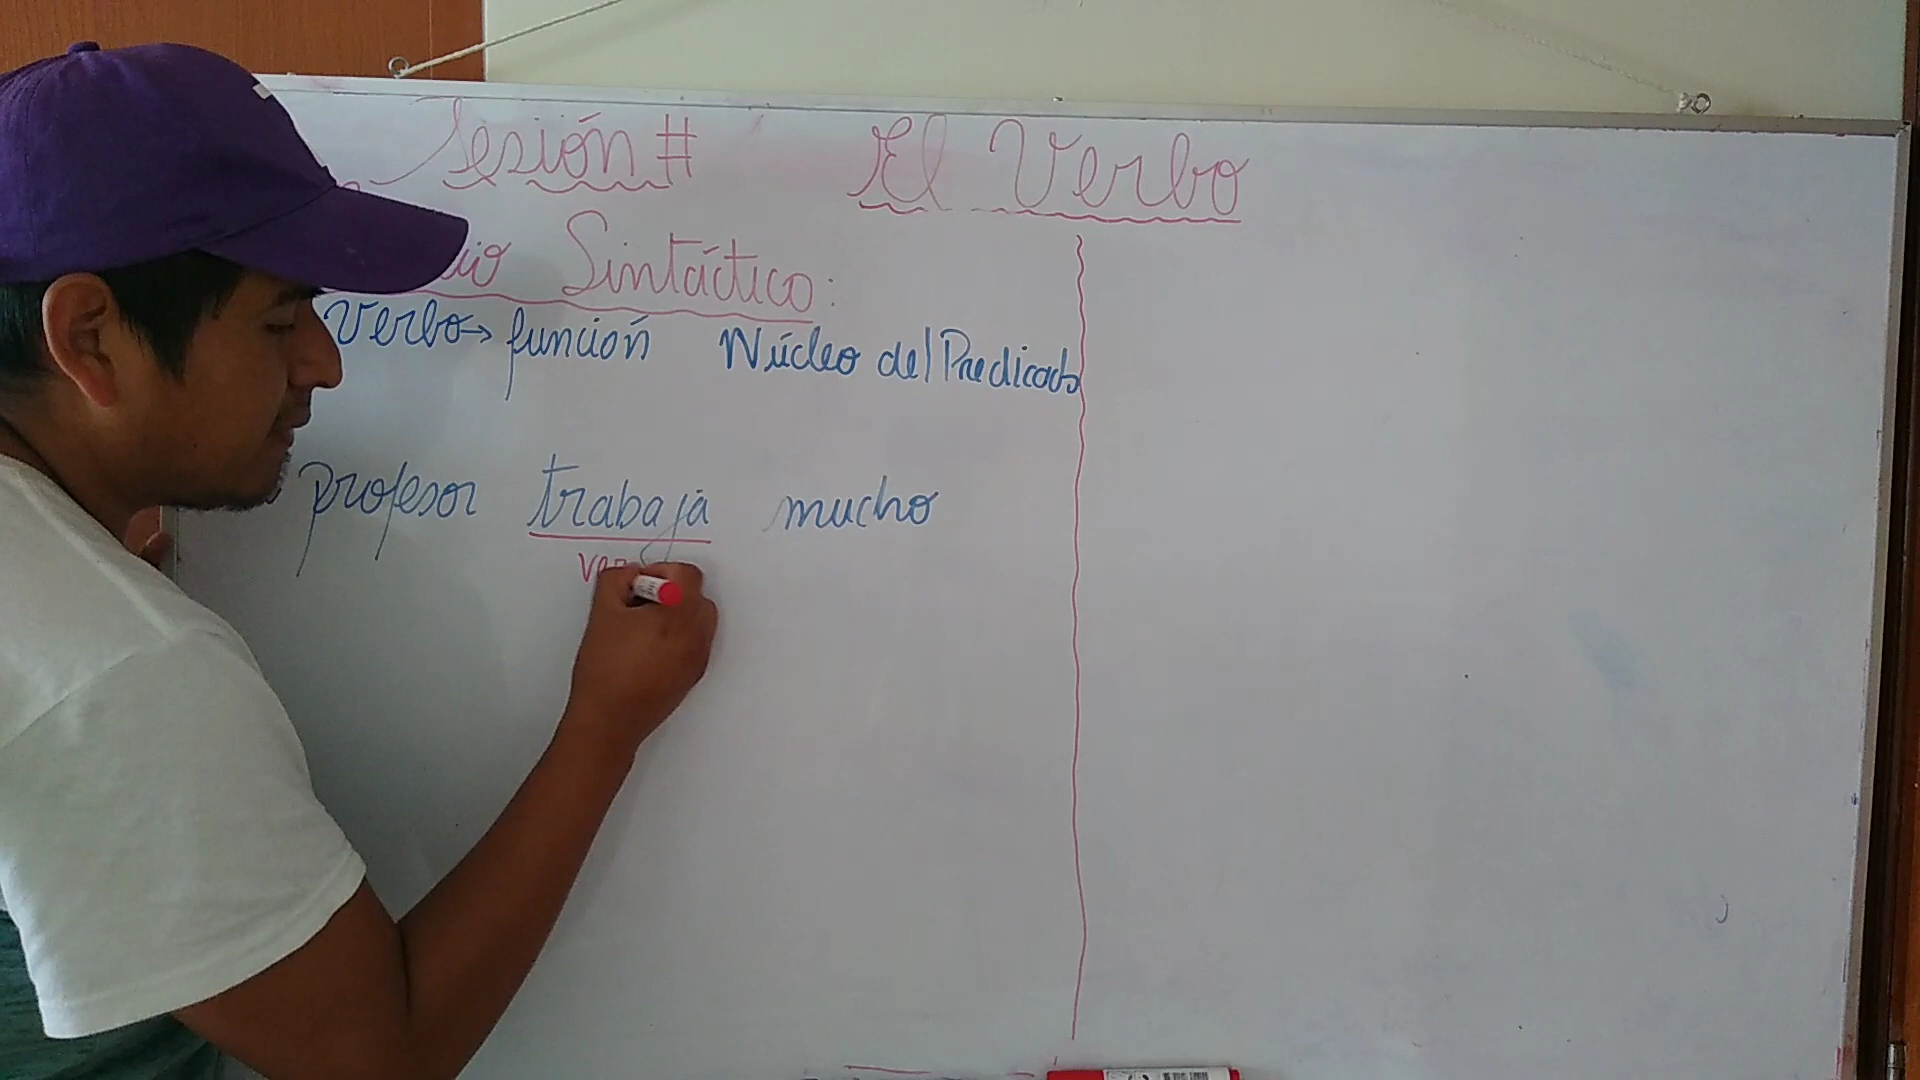 Sesión # El Verbo
Sintáctico:
Verbo→ función Núcleo del Predicado
profesor trabaja mucho